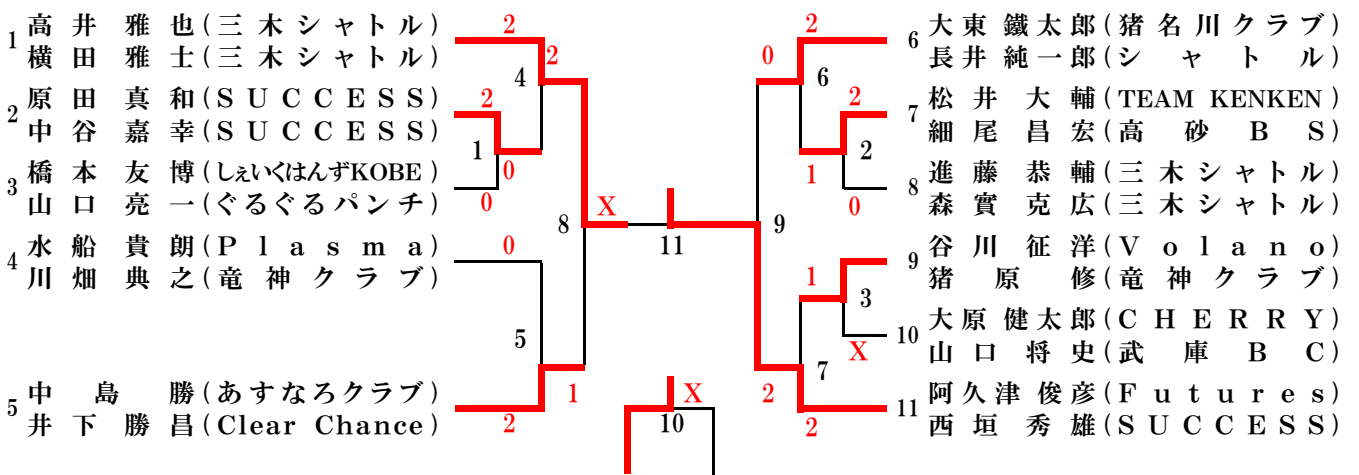 1 高井雅也(三木シャトル)
横田雅士(三木シャトル)
2 原田真和(SUCCESS)
中谷嘉幸(SUCCESS)
3 橋本友博(しぇいくはんずKOBE)
山口亮一(ぐるぐるパンチ)
4 水船貴朗(Plasma)
川畑典之(竜神クラブ)
5 中島勝(あすなろクラブ)
井下勝昌(Clear Chance)
2
2
4
2
1
0
0
0
5
2
1
8
X
11
X
10
9
0
2
6
2
2
1
0
1
3
X
7
2
2
6 大東鐵太郎(猪名川クラブ)
長井純一郎(シャトル)
7 松井大輔(TEAM KENKEN)
細尾昌宏(高砂BS)
8 進藤恭輔(三木シャトル)
森實克広(三木シャトル)
9 谷川征洋(Volano)
猪原修(竜神クラブ)
10 大原健太郎(CHERRY)
山口将史(武庫BC)
11 阿久津俊彦(Futures)
西垣秀雄(SUCCESS)